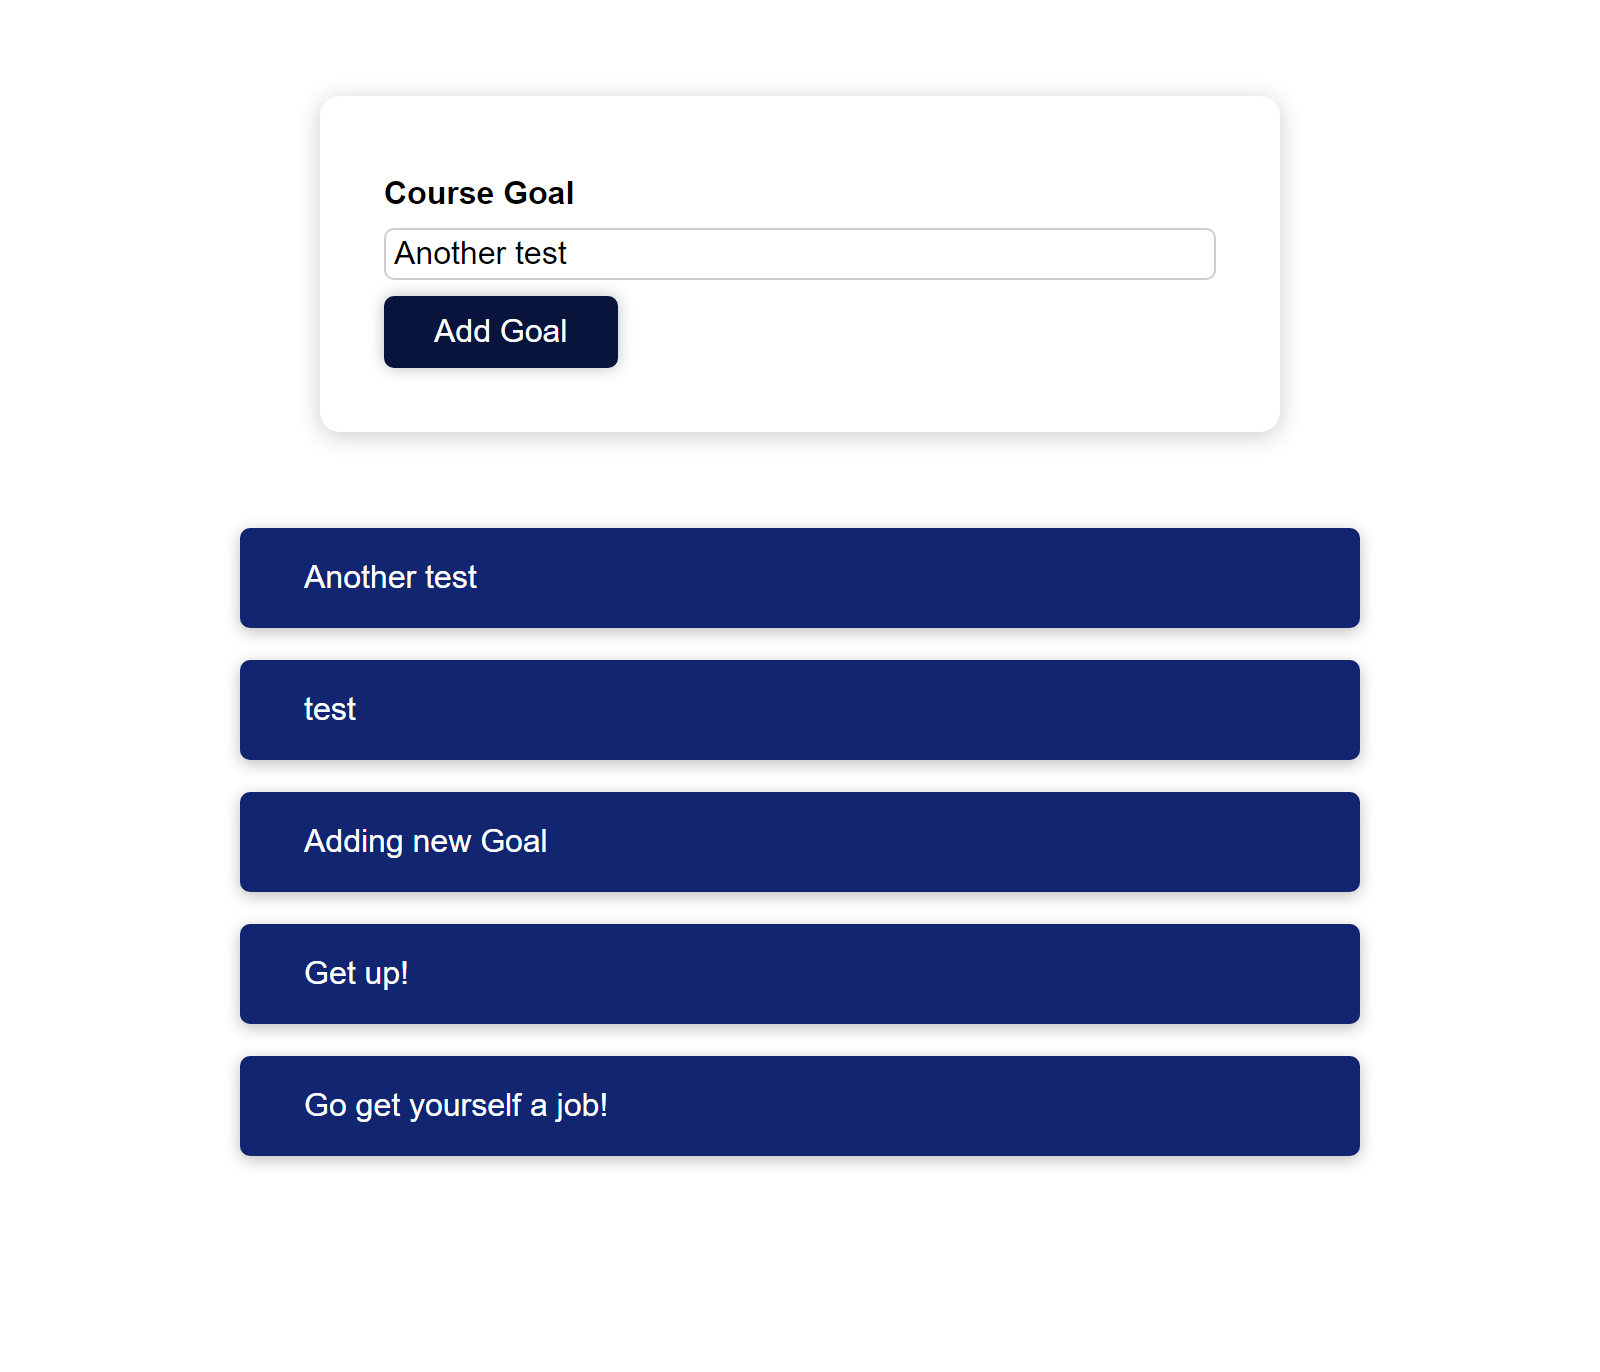 Course Goal
Another test
Add Goal
Another test
test
Adding new Goal
Get up!
Go get yourself a job!